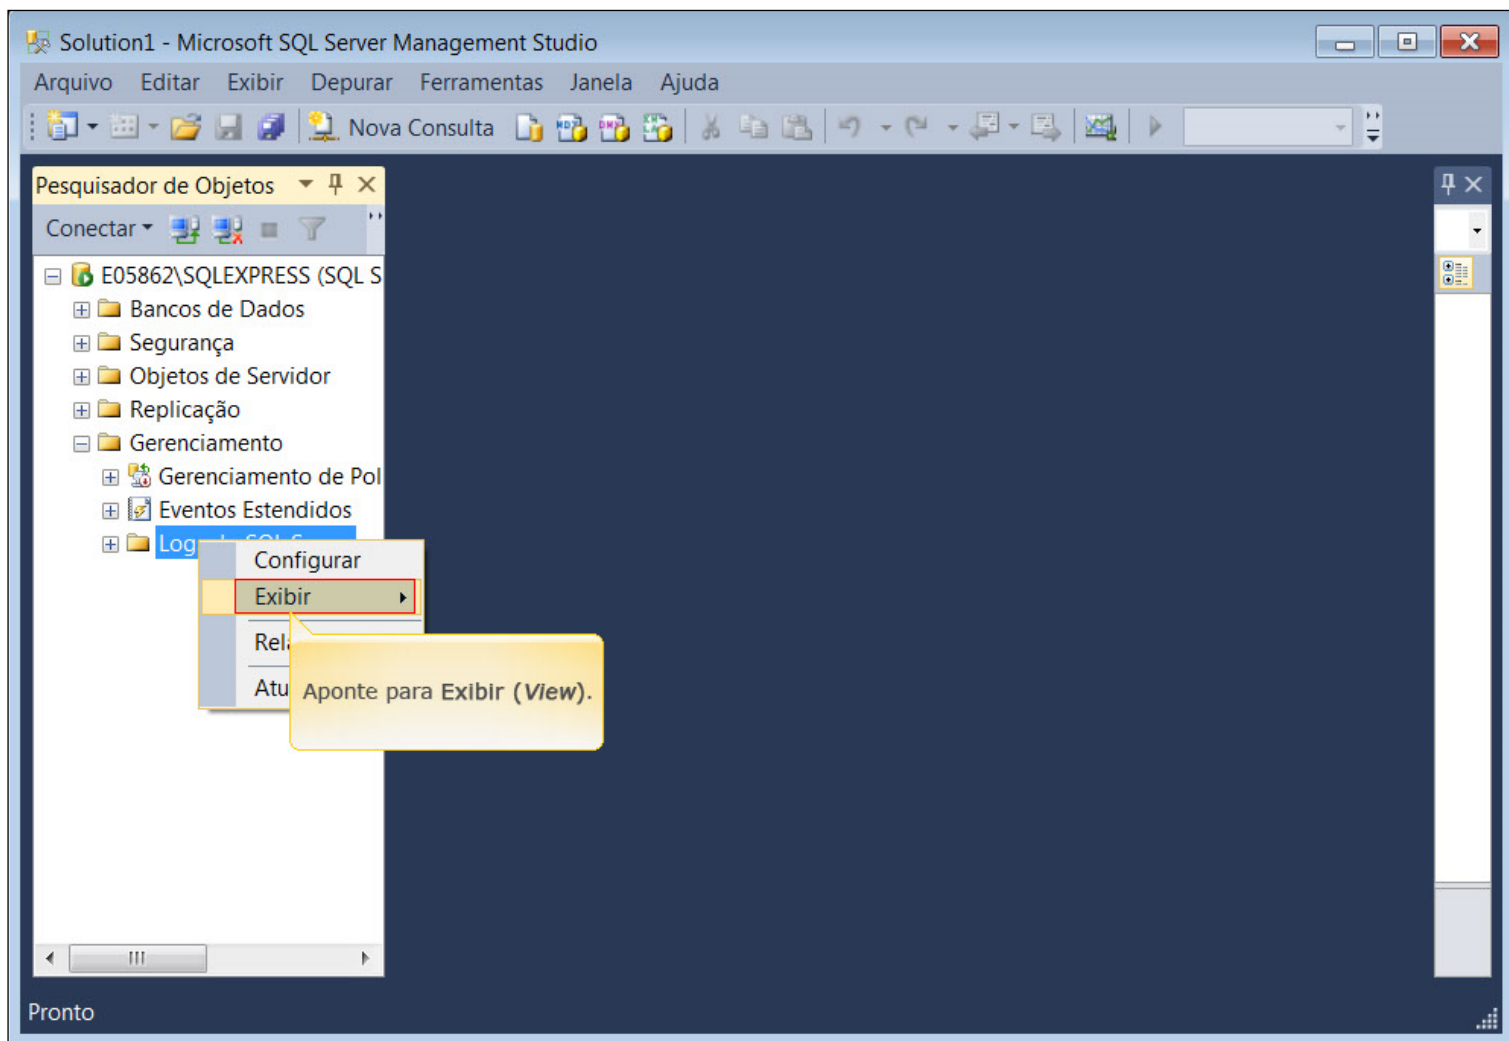 Solution1 - Microsoft SQL Server Management Studio
Arquivo Editar Exibir Depurar Ferramentas Janela Ajuda
Nova Consulta
Pesquisador de Objetos
Conectar
E05862\SQLEXPRESS (SQL S
Bancos de Dados
Segurança
Objetos de Servidor
Replicação
Gerenciamento
Gerenciamento de Pol
Eventos Estendidos
Log
Configurar
Exibir
Rel
Atu
Aponte para Exibir (View).
Pronto